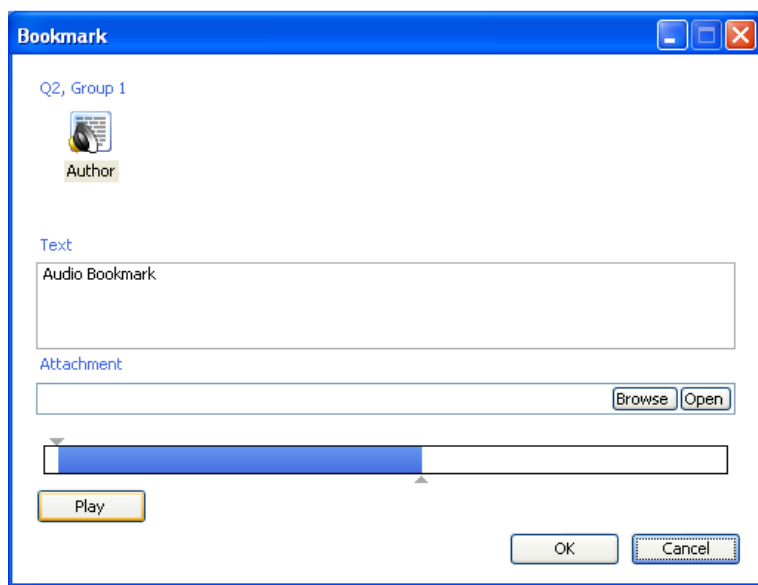 Bookmark
Q2, Group 1
Author
Text
Audio Bookmark
Attachment
Browse Open
Play
OK Cancel